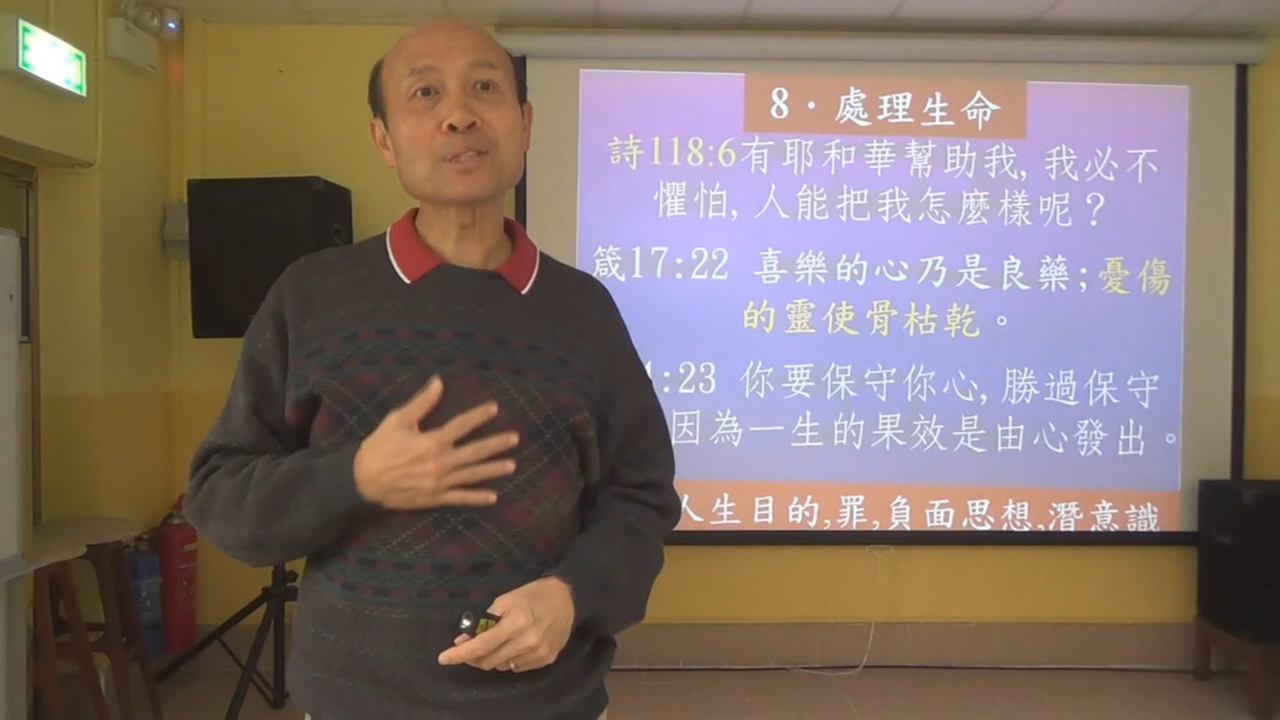 8·處理生命
詩118:6有耶和華幫助我, 我必不
懼怕, 人能把我怎麼樣呢？
箴17:22 喜樂的心乃是良藥;憂傷
的靈使骨枯乾。
:23 你要保守你心, 勝過保守
因為一生的果效是由心發出。
人生目的,罪,負面思想,潛意識